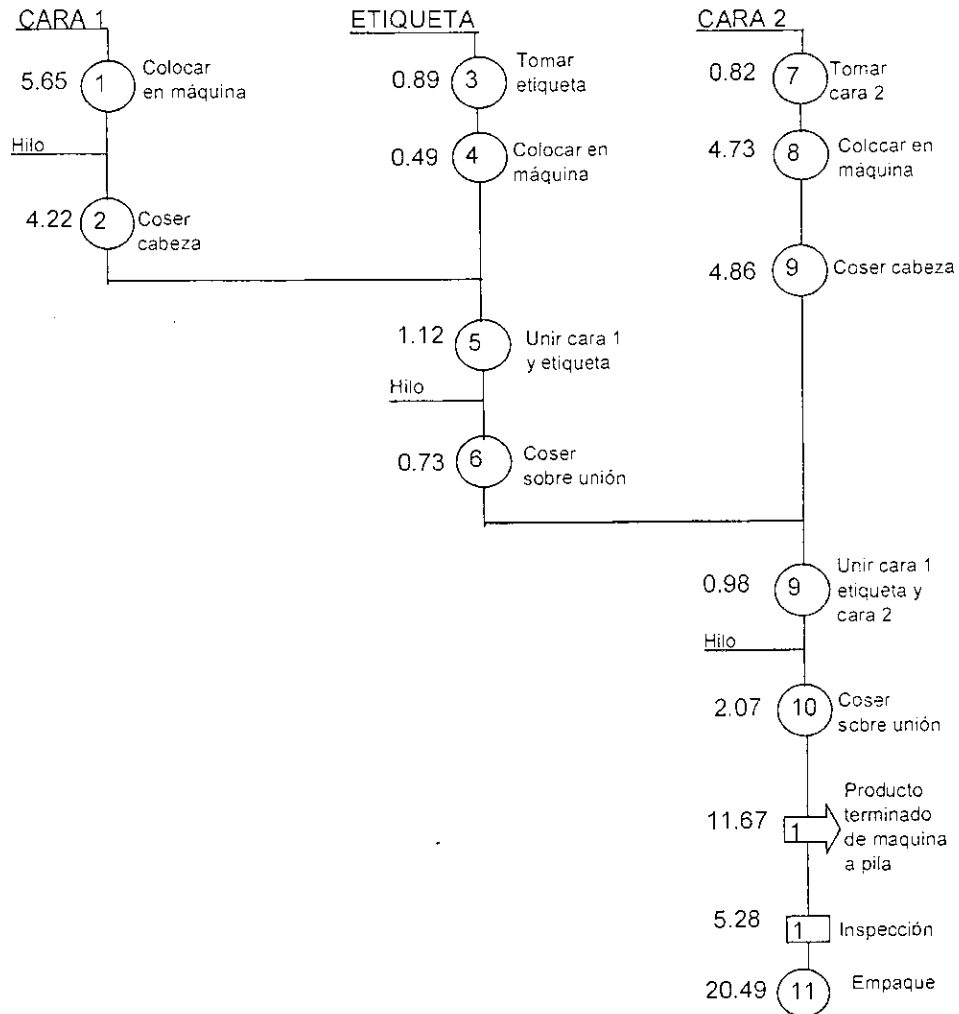 CARA 1
5.65
1
Colocar
en máquina
Hilo
4.22
2
Coser
cabeza
ETIQUETA
0.89
3
Tomar
etiqueta
0.49
4
Colocar en
máquina
1.12
5
Unir cara 1
y etiqueta
Hilo
0.73
6
Coser
sobre unión
CARA 2
0.82
7
Tomar
cara 2
4.73
8
Colccar en
máquina
4.86
9
Coser cabeza
0.98
9
Unir cara 1
etiqueta y
cara 2
Hilo
2.07
10
Coser
scbre unión
11.67
1
Producto
terminado
de maquina
a pila
5.28
1
Inspección
20.49
11
Empaque